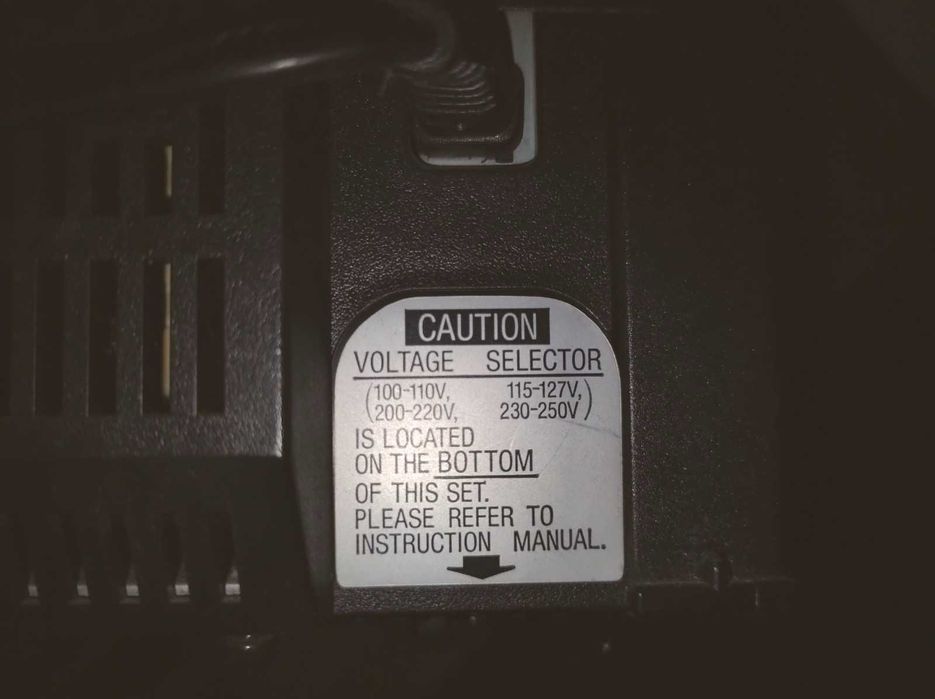 CAUTION
VOLTAGE SELECTOR
(100-110V, 115-127V,
200-220V, 230-250V)
IS LOCATED
ON THE BOTTOM
OF THIS SET.
PLEASE REFER TO
INSTRUCTION MANUAL.